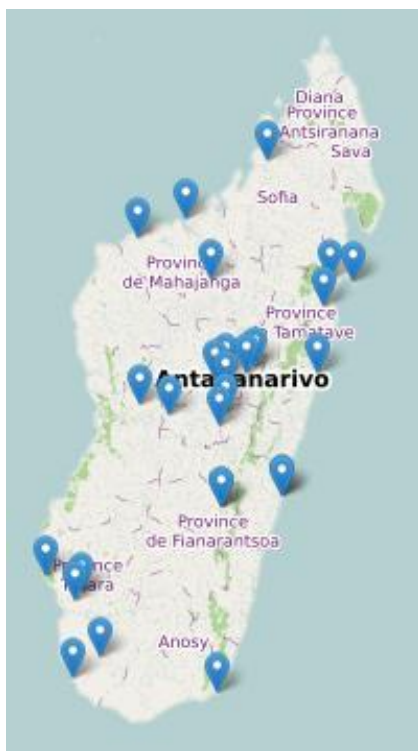 Diana
Province
Antsiranana
Sava
Sofia
Province
de Mahajanga
Province
Tamatave
Antananarivo
Province
de Fianarantsoa
Province
Anosy